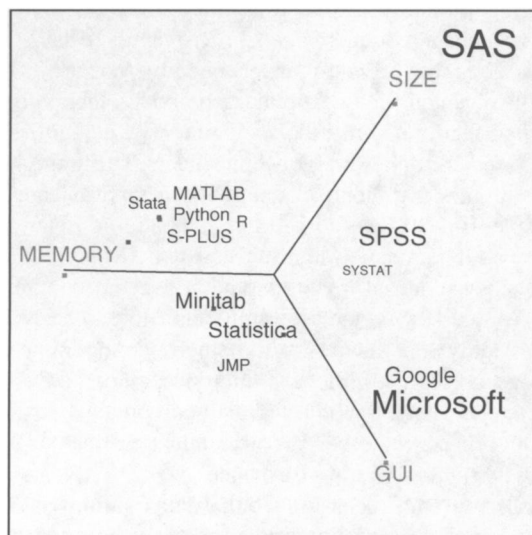 SAS
SIZE
MATLAB
Stata
Python
R
S-PLUS
SPSS
MEMORY
SYSTAT
Minitab
Statistica
JMP
Google
Microsoft
GUI